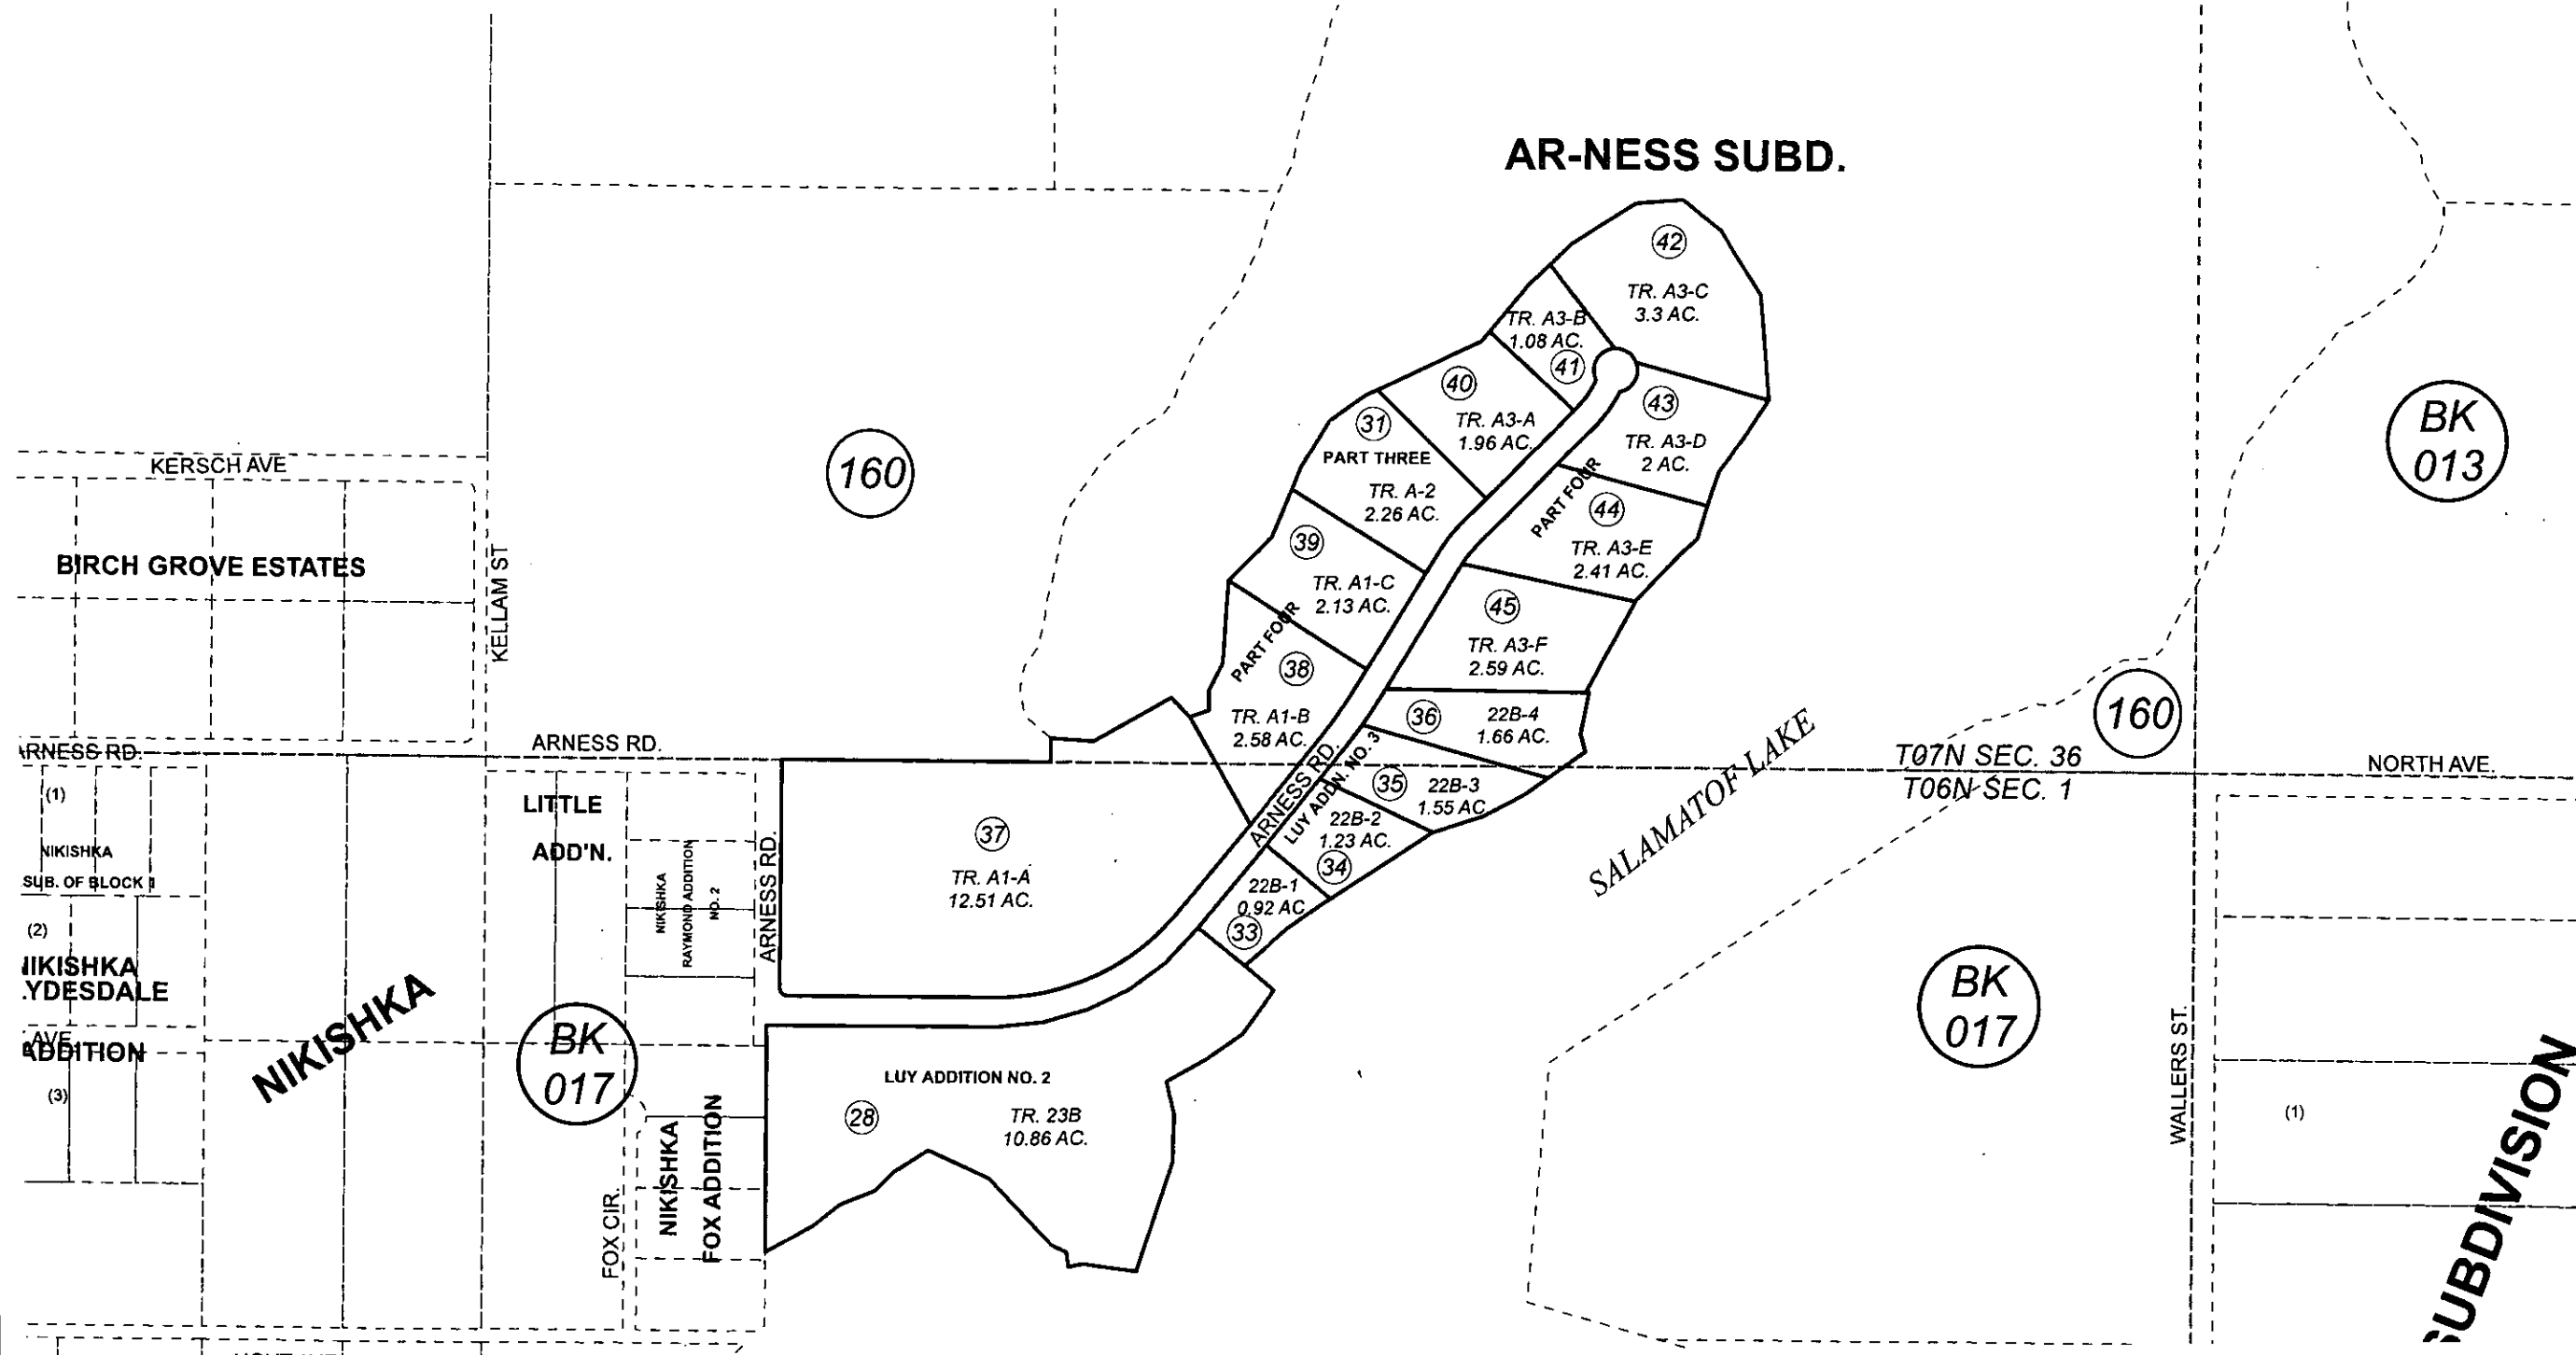 AR-NESS SUBD.
42
TR. A3-C
3.3 AC.
TR. A3-B
1.08 AC.
41
40
TR. A3-A
1.96 AC.
43
TR. A3-D
2 AC.
31
PART THREE
TR. A-2
2.26 AC.
PART FOUR
44
TR. A3-E
2.41 AC.
39
TR. A1-C
2.13 AC.
45
TR. A3-F
2.59 AC.
PART FOUR
38
TR. A1-B
2.58 AC.
36
22B-4
1.66 AC.
35
22B-3
1.55 AC
22B-2
1.23 AC.
34
22B-1
0.92 AC
33
ARNESS RD.
LUY ADDN. NO. 3
37
TR. A1-A
12.51 AC.
LUY ADDITION NO. 2
28
TR. 23B
10.86 AC.
SALAMATOF LAKE
T07N SEC. 36
T06N SEC. 1
160
160
BK
013
BK
017
BK
017
NORTH AVE.
WALLERS ST.
(1)
SUBDIVISION
KERSCH AVE
BIRCH GROVE ESTATES
KELLAM ST
ARNESS RD.
ARNESS RD.
ARNESS RD.
LITTLE
ADD'N.
NIKISHKA
RAYMOND ADDITION
NO. 2
(1)
NIKISHKA
SUB. OF BLOCK 1
(2)
NIKISHKA
YDESDALE
AVE
ADDITION
(3)
NIKISHKA
FOX CIR.
NIKISHKA
FOX ADDITION